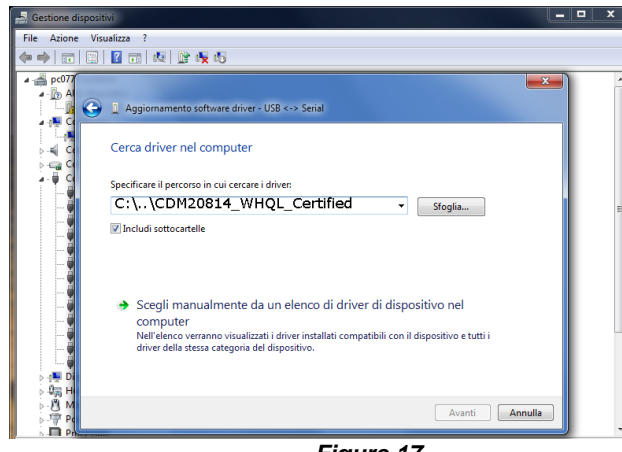 Gestione dispositivi
File Azione Visualizza ?
pc077
Aggiornamento software driver - USB <-> Serial
Cerca driver nel computer
Specificare il percorso in cui cercare i driver:
C:\..\CDM20814_WHQL_Certified
Sfoglia...
Includi sottocartelle
Scegli manualmente da un elenco di driver di dispositivo nel
computer
Nell'elenco verranno visualizzati i driver installati compatibili con il dispositivo e tutti i
driver della stessa categoria del dispositivo.
Avanti Annulla
Figure 17